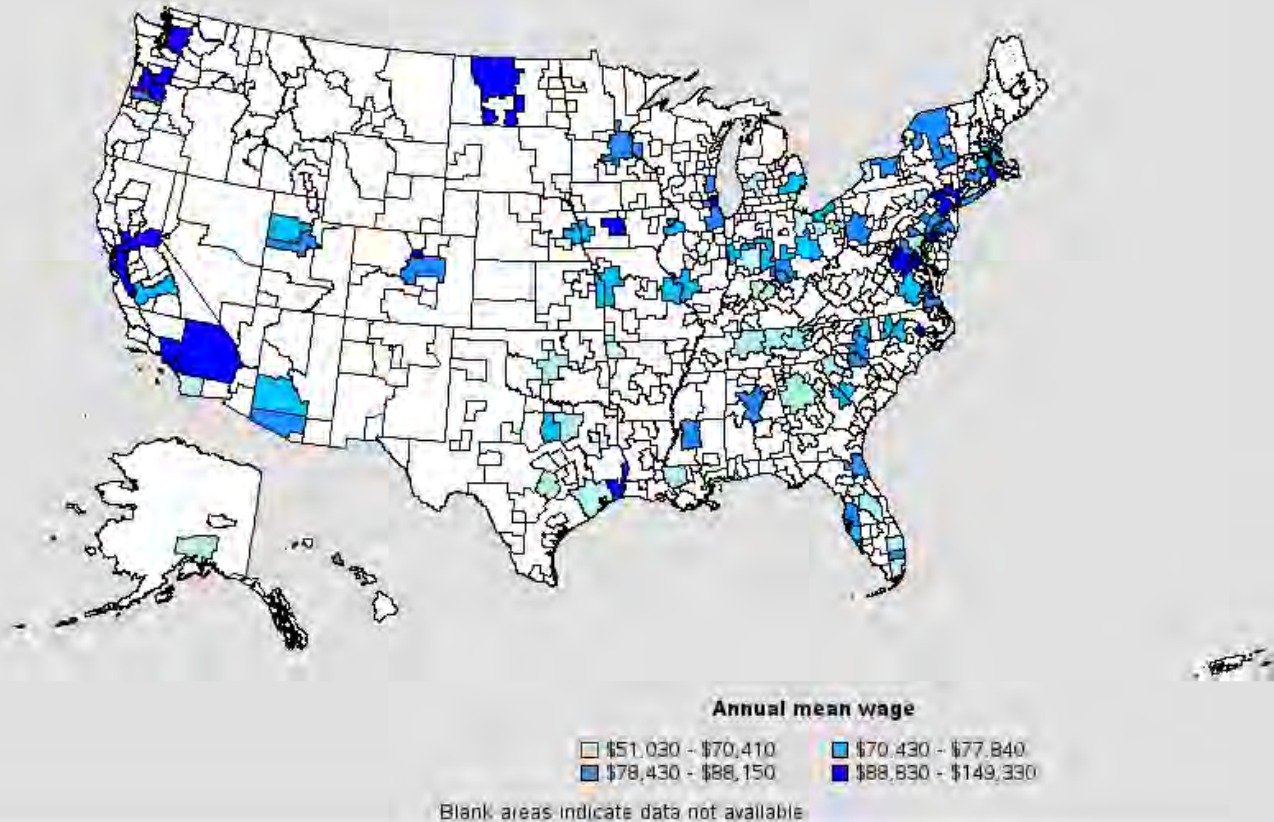 Annual mean wage
$51,030 - $70,410 $70,430 - $77,840
$78,430 - $88,150 $88,830 - $149,330
Blank areas indicate data not available